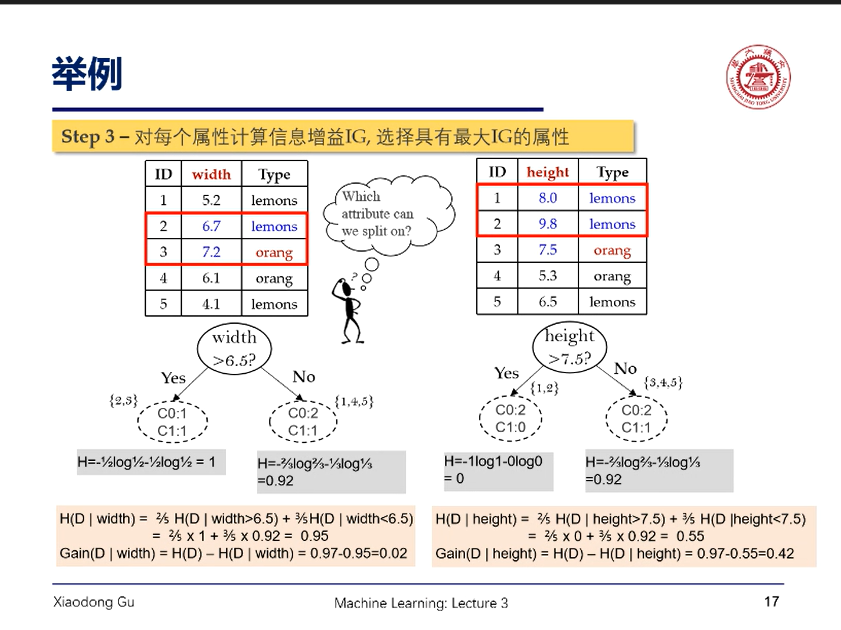 举例
Step 3 – 对每个属性计算信息增益IG, 选择具有最大IG的属性
ID width Type
1 5.2 lemons
2 6.7 lemons
3 7.2 orang
4 6.1 orang
5 4.1 lemons
Which
attribute can
we split on?
?
ID height Type
1 8.0 lemons
2 9.8 lemons
3 7.5 orang
4 5.3 orang
5 6.5 lemons
width
>6.5?
Yes
No
{2,3}
C0:1
C1:1
{1,4,5}
C0:2
C1:1
H=-½log½-½log½ = 1
H=-⅔log⅔-⅓log⅓
=0.92
height
>7.5?
Yes
No
{1,2}
C0:2
C1:0
{3,4,5}
C0:2
C1:1
H=-1log1-0log0
= 0
H=-⅔log⅔-⅓log⅓
=0.92
H(D | width) = ⅖ H(D | width>6.5) + ⅗H(D | width<6.5)
= ⅖ x 1 + ⅗ x 0.92 = 0.95
Gain(D | width) = H(D) – H(D | width) = 0.97-0.95=0.02
H(D | height) = ⅖ H(D | height>7.5) + ⅗ H(D |height<7.5)
= ⅖ x 0 + ⅗ x 0.92 = 0.55
Gain(D | height) = H(D) – H(D | height) = 0.97-0.55=0.42
Xiaodong Gu
Machine Learning: Lecture 3
17